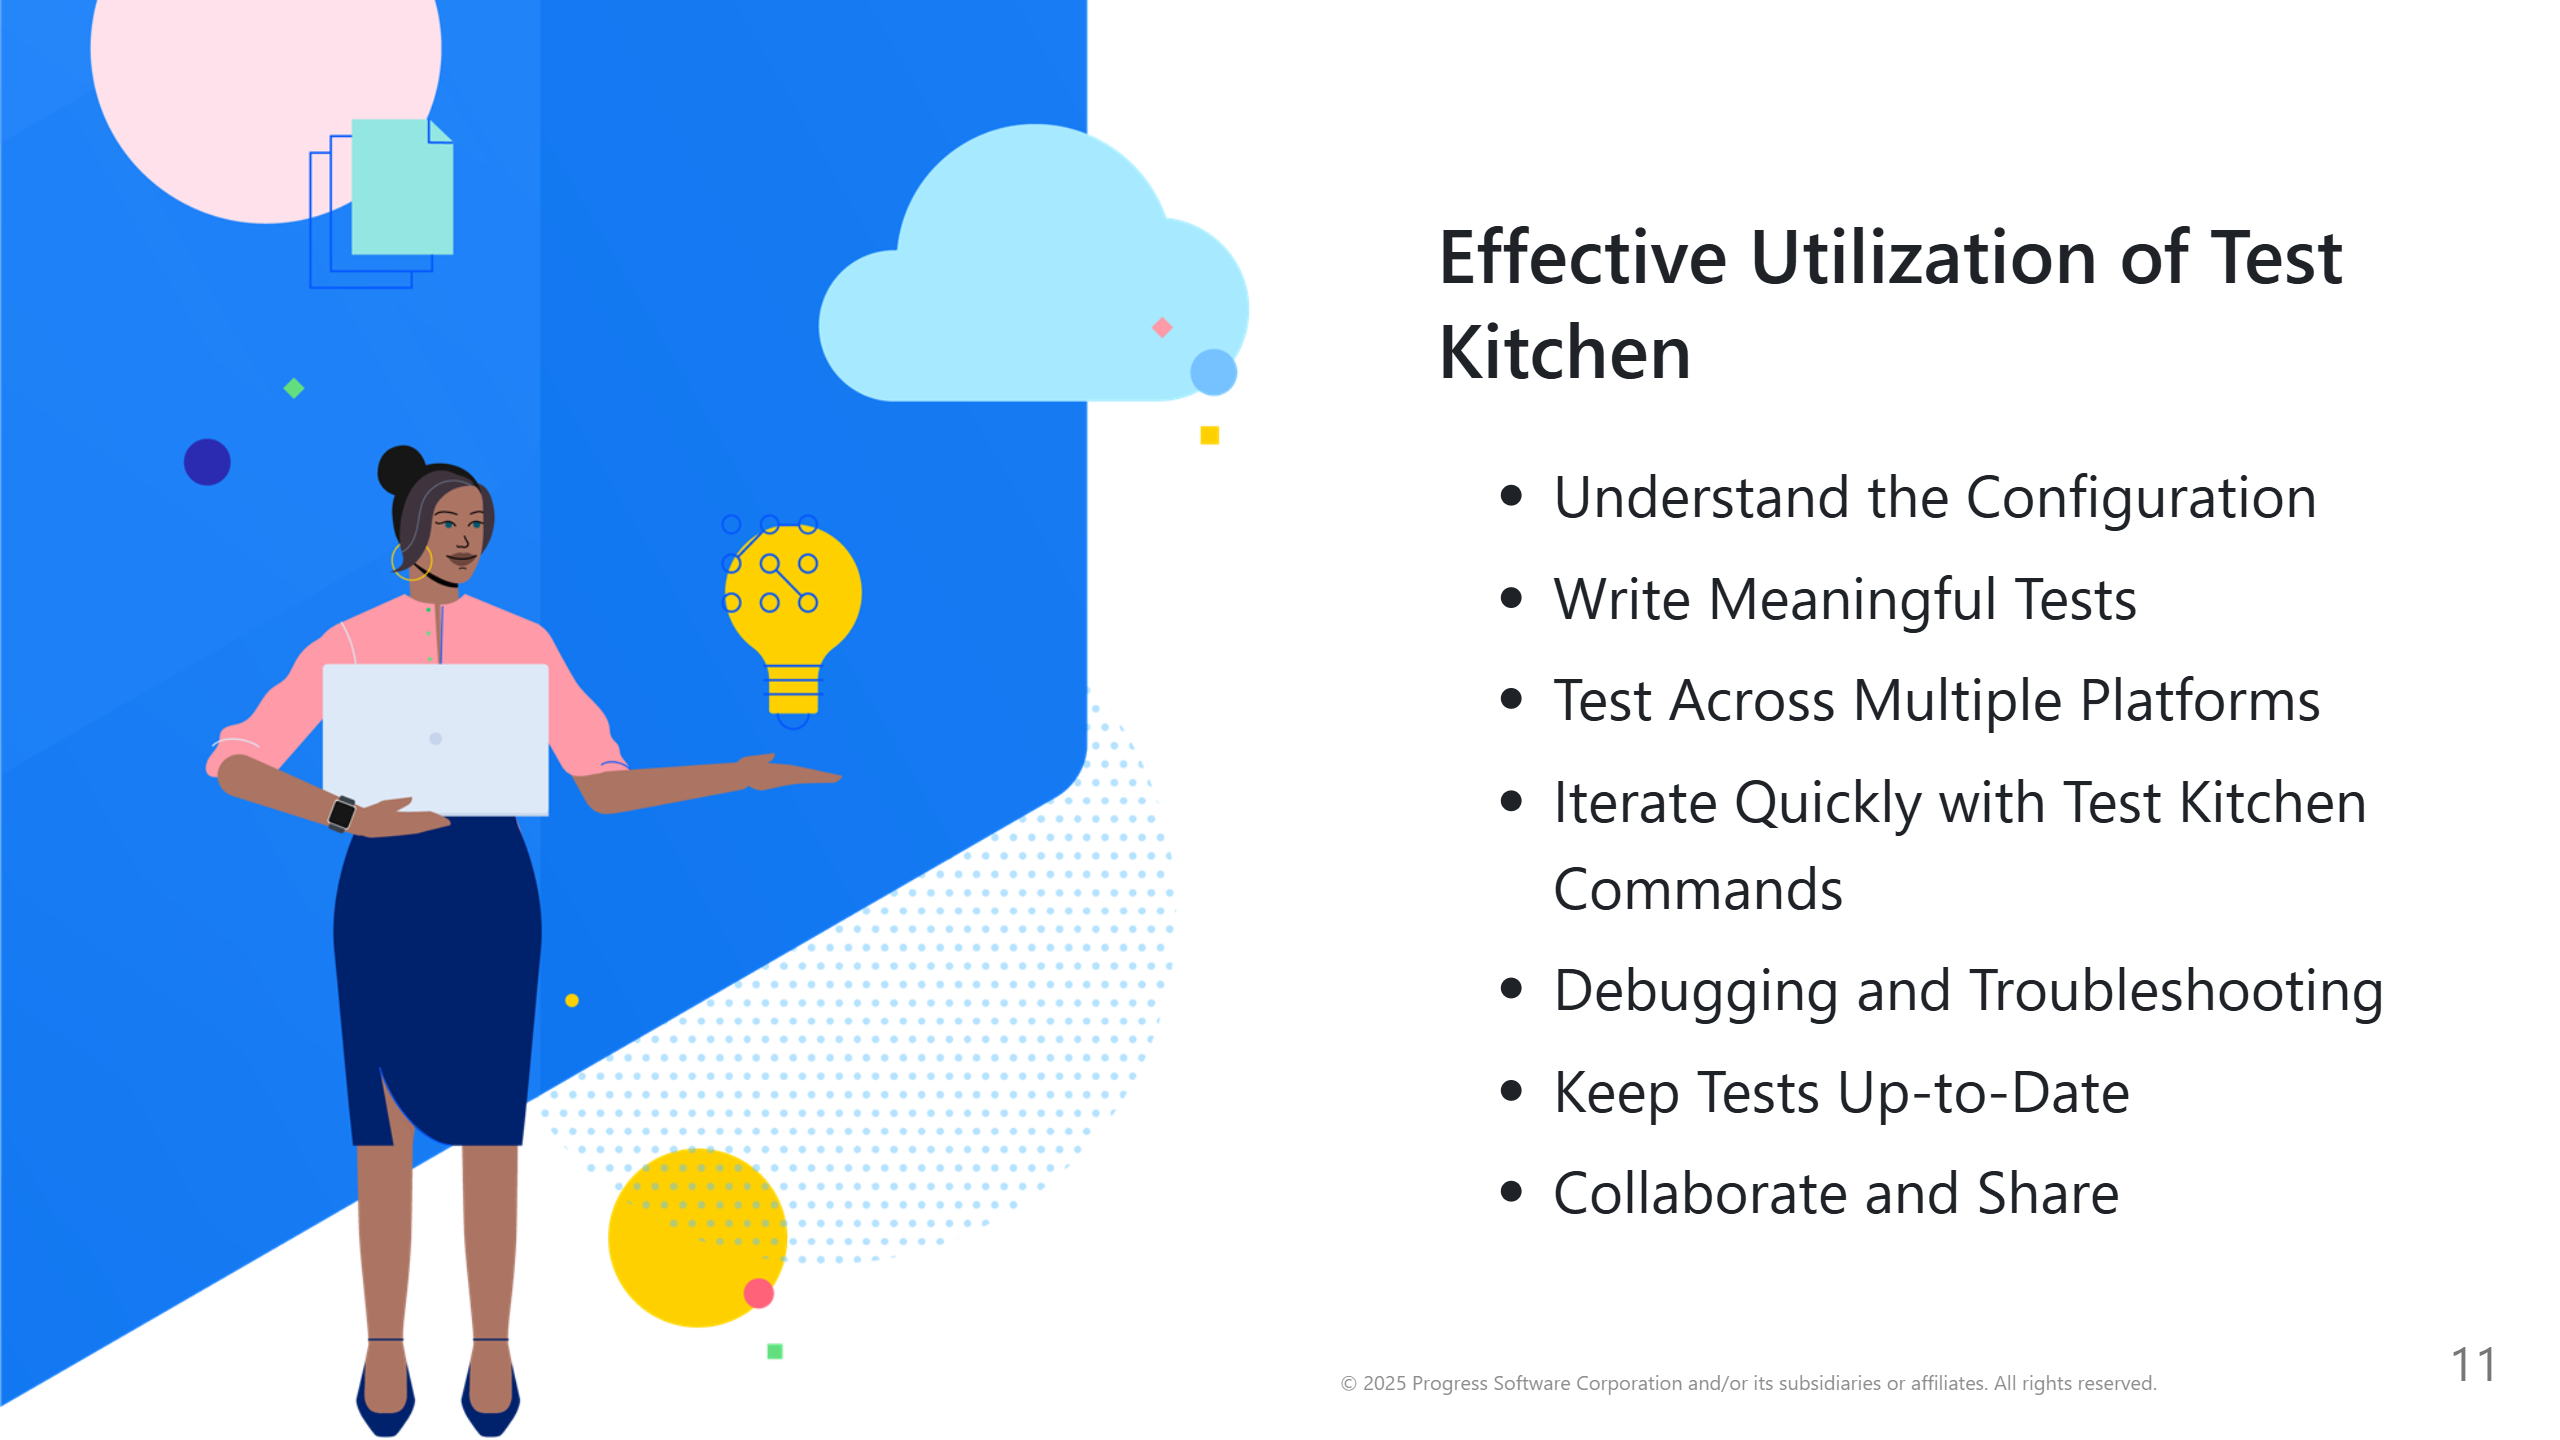 Effective Utilization of Test
Kitchen
• Understand the Configuration
• Write Meaningful Tests
• Test Across Multiple Platforms
• Iterate Quickly with Test Kitchen
Commands
• Debugging and Troubleshooting
• Keep Tests Up-to-Date
• Collaborate and Share
© 2025 Progress Software Corporation and/or its subsidiaries or affiliates. All rights reserved.
11